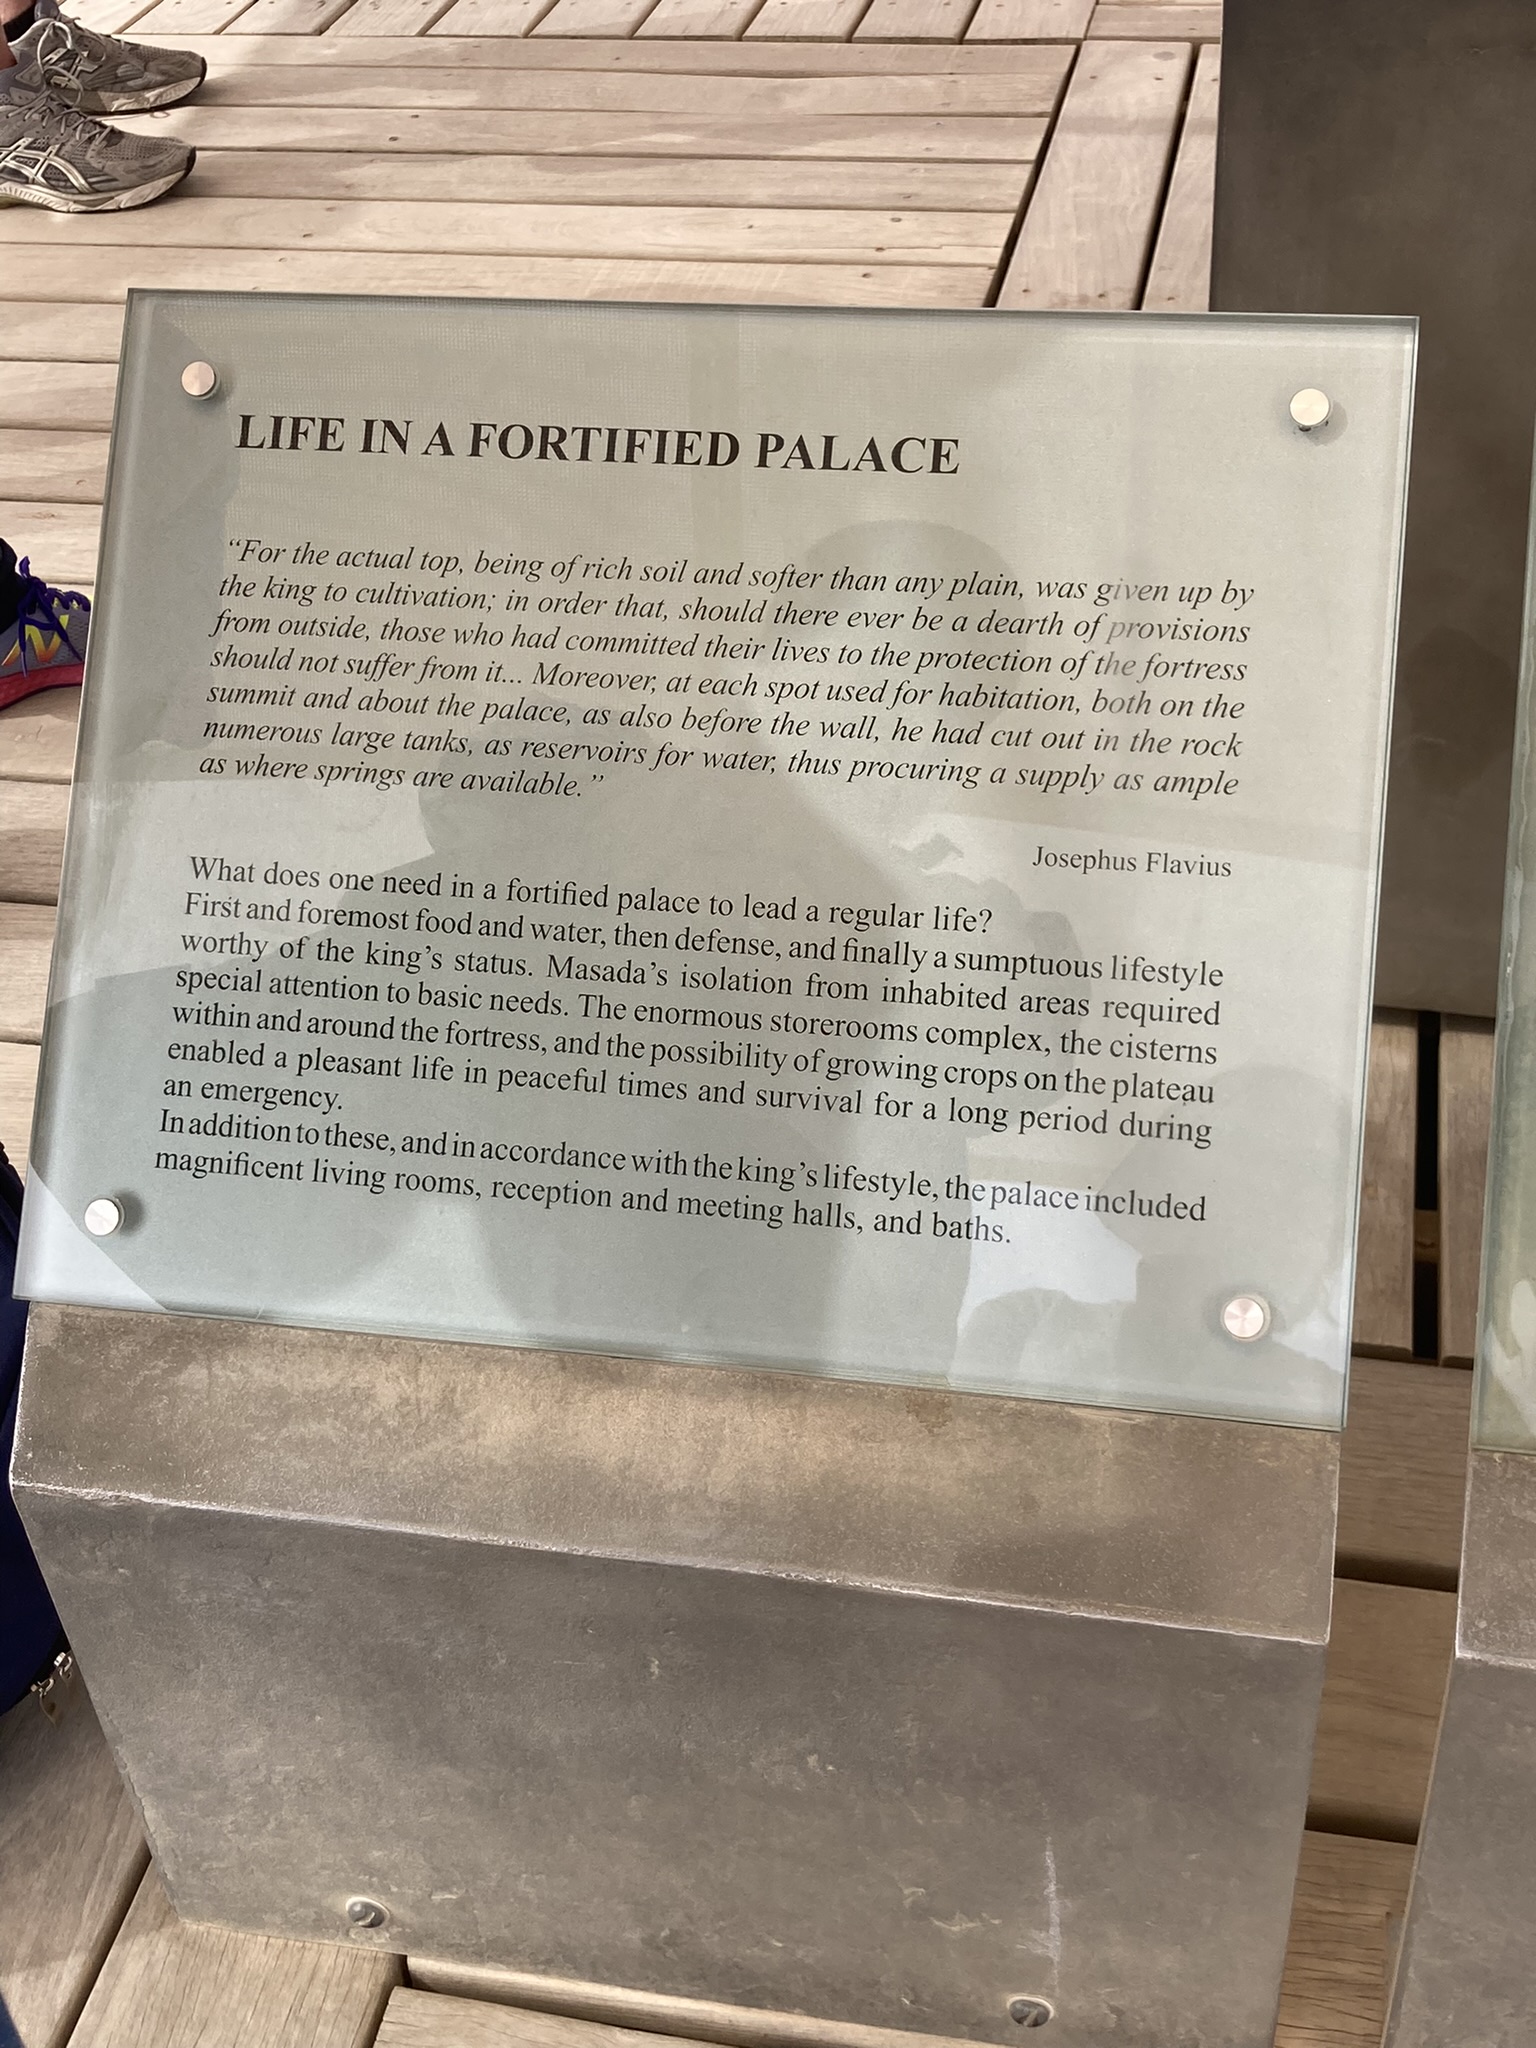 LIFE IN A FORTIFIED PALACE
“For the actual top, being of rich soil and softer than any plain, was given up by
the king to cultivation; in order that, should there ever be a dearth of provisions
from outside, those who had committed their lives to the protection of the fortress
should not suffer from it... Moreover, at each spot used for habitation, both on the
summit and about the palace, as also before the wall, he had cut out in the rock
numerous large tanks, as reservoirs for water, thus procuring a supply as ample
as where springs are available.”
Josephus Flavius
What does one need in a fortified palace to lead a regular life?
First and foremost food and water, then defense, and finally a sumptuous lifestyle
worthy of the king’s status. Masada’s isolation from inhabited areas required
special attention to basic needs. The enormous storerooms complex, the cisterns
within and around the fortress, and the possibility of growing crops on the plateau
enabled a pleasant life in peaceful times and survival for a long period during
an emergency.
In addition to these, and in accordance with the king’s lifestyle, the palace included
magnificent living rooms, reception and meeting halls, and baths.